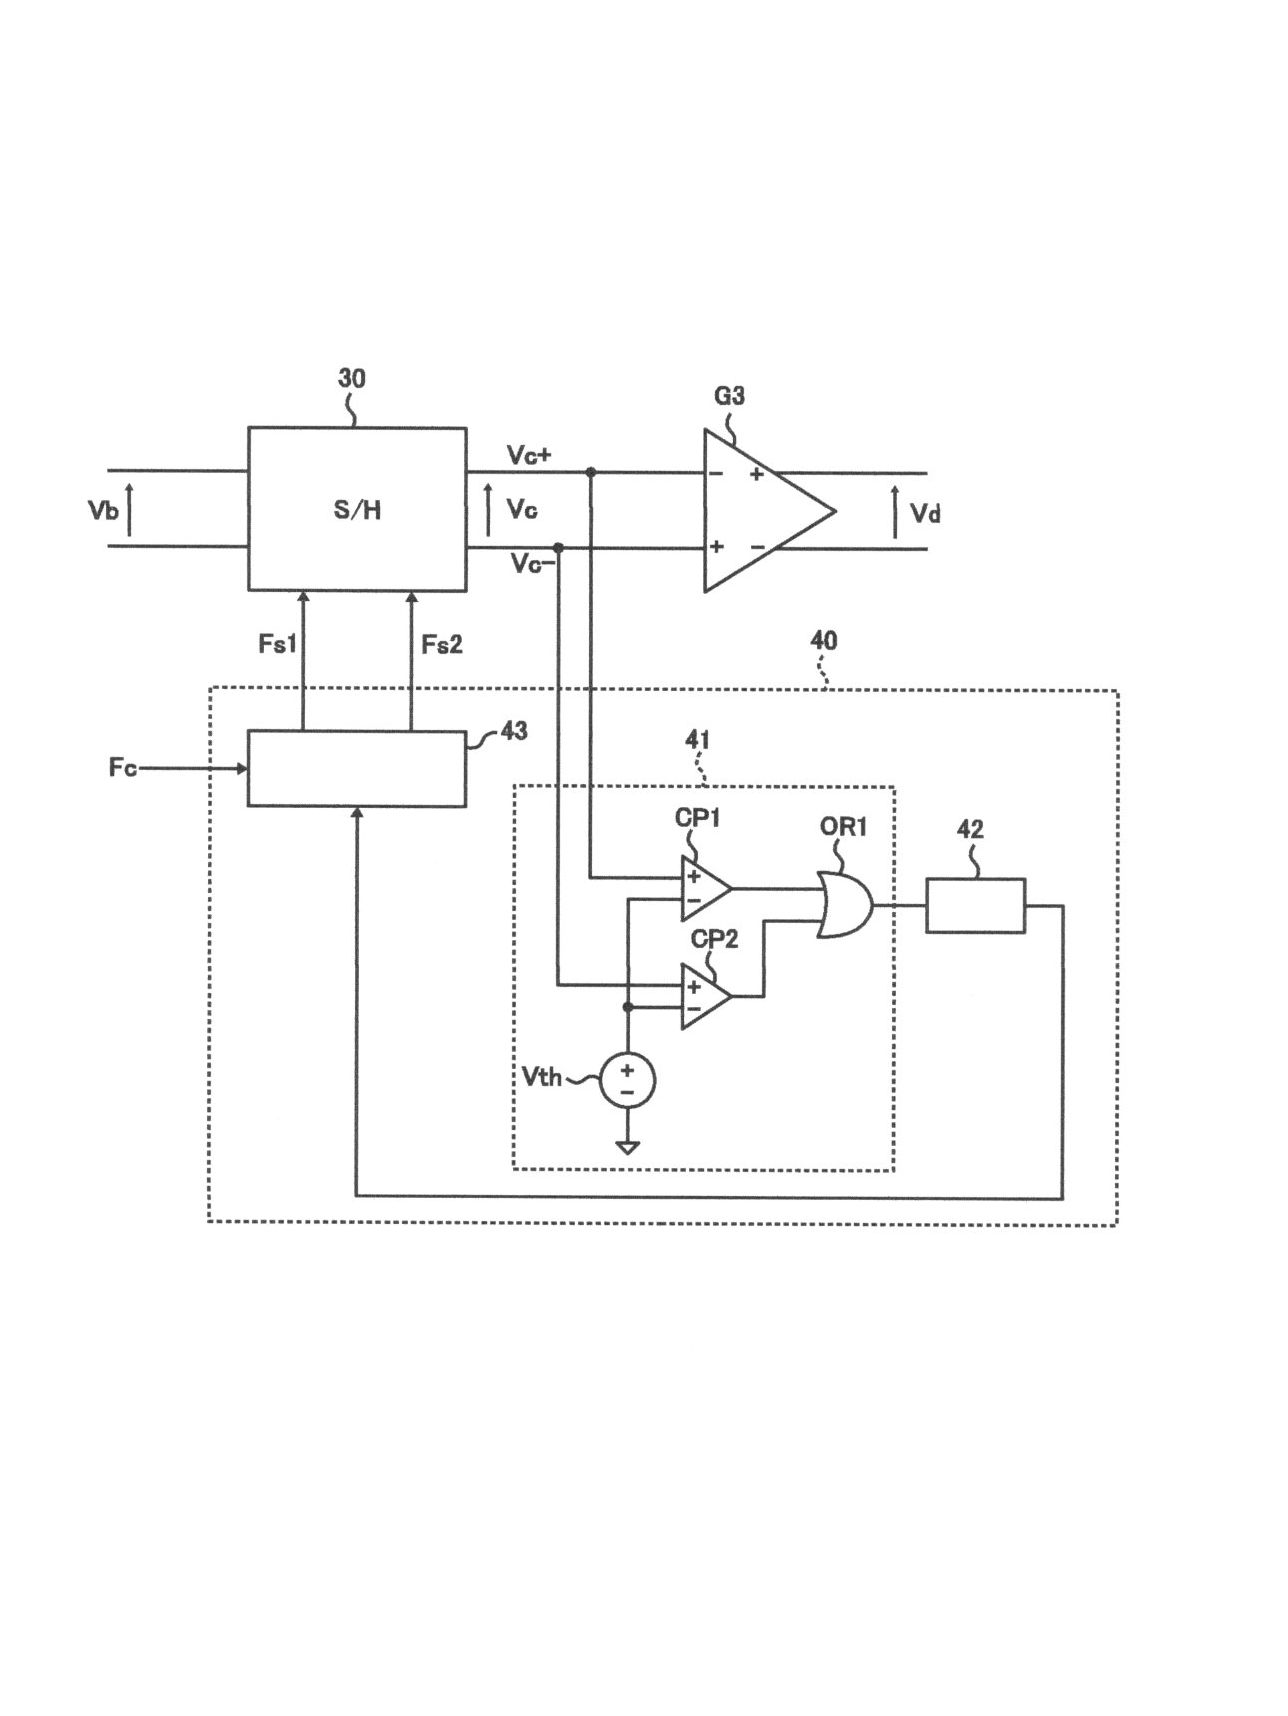 30
G3
Vc+
Vb
S/H
Vc
Vd
− +
+ −
Vc−
Fs1
Fs2
40
43
41
Fc
CP1
OR1
42
+
−
CP2
+
−
Vth
+
−